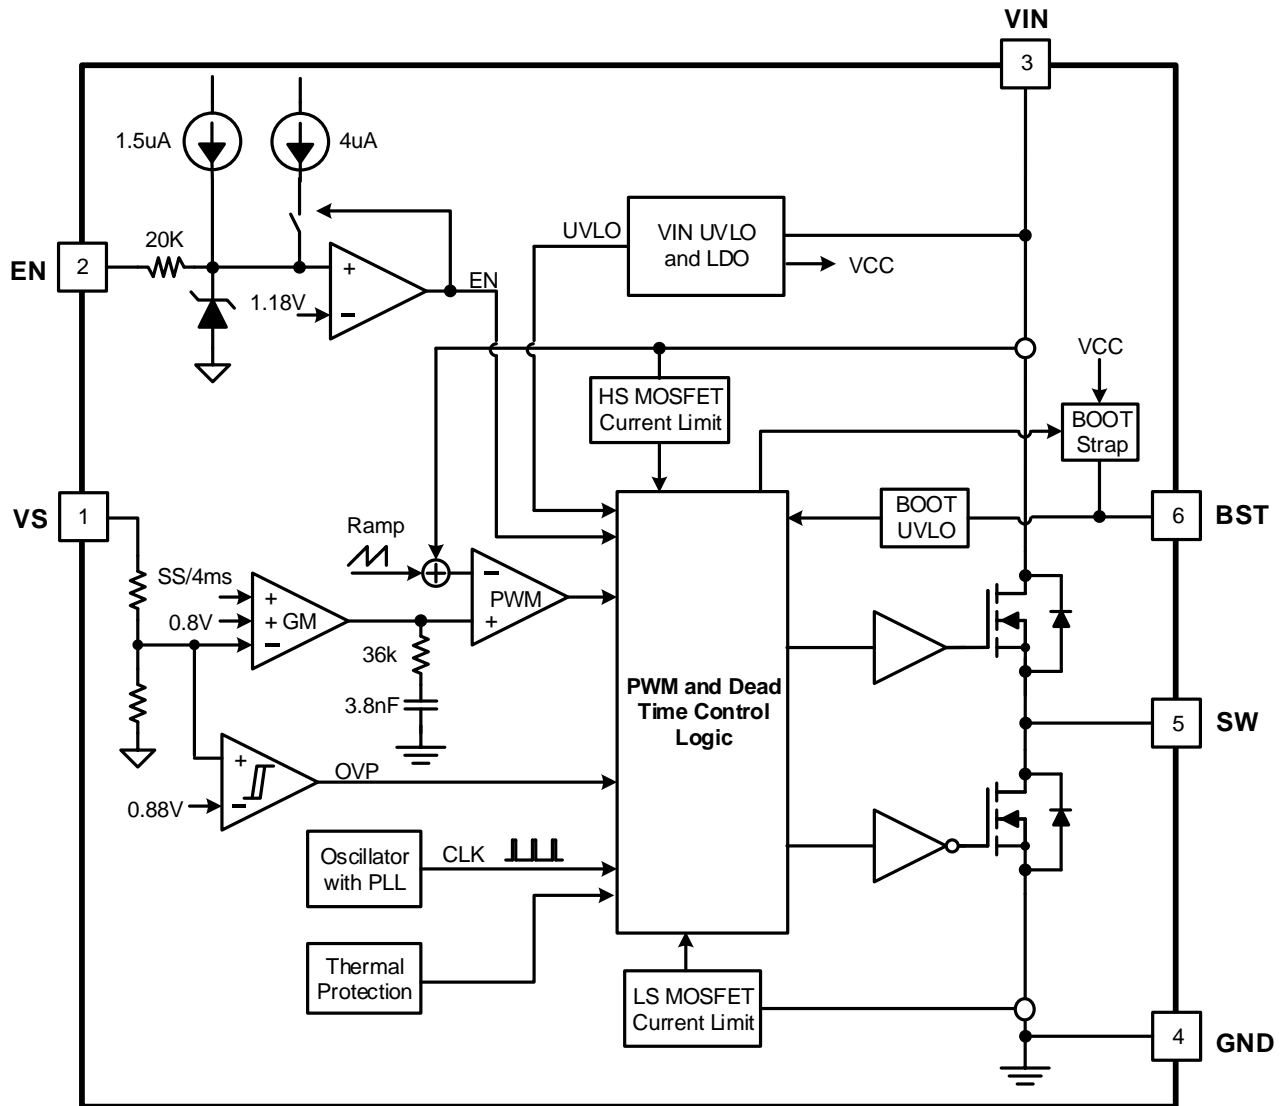 VIN
3
1.5uA
4uA
UVLO
VIN UVLO
and LDO
VCC
20K
EN
2
EN
1.18V
+
−
VCC
HS MOSFET
Current Limit
BOOT
Strap
VS
1
BOOT
UVLO
6
BST
Ramp
−
PWM
+
SS/4ms
0.8V
+
+
GM
−
36k
3.8nF
PWM and Dead
Time Control
Logic
5
SW
+
−
0.88V
OVP
Oscillator
with PLL
CLK
Thermal
Protection
LS MOSFET
Current Limit
4
GND